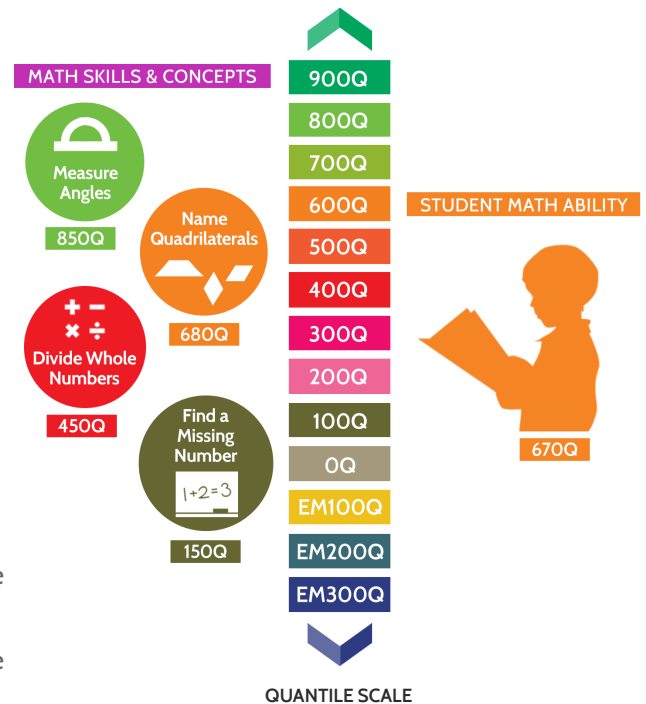 MATH SKILLS & CONCEPTS
Measure
Angles
850Q
Name
Quadrilaterals
680Q
+ −
× ÷
Divide Whole
Numbers
450Q
Find a
Missing
Number
1+2=3
150Q
900Q
800Q
700Q
600Q
500Q
400Q
300Q
200Q
100Q
0Q
EM100Q
EM200Q
EM300Q
QUANTILE SCALE
STUDENT MATH ABILITY
670Q
e
e